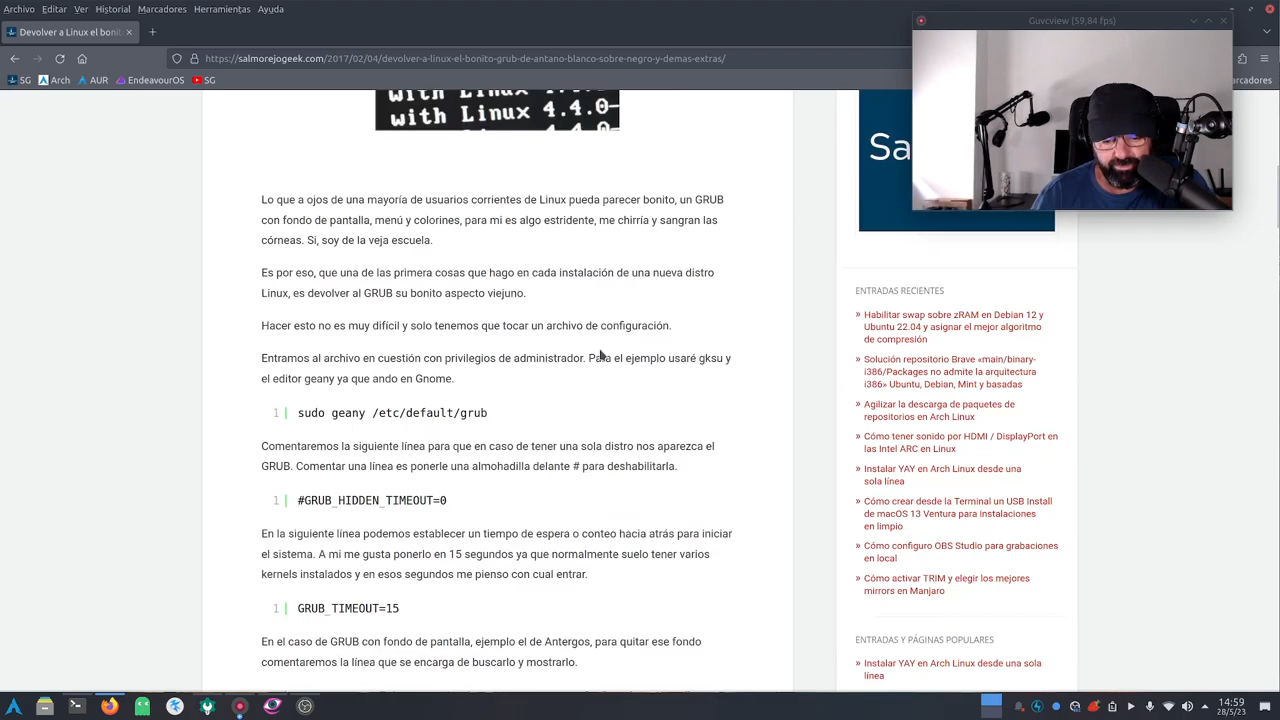 Archivo Editar Ver Historial Marcadores Herramientas Ayuda
Guvcview (59,84 fps)
Devolver a Linux el bonit
https://salmorejogeek.com/2017/02/04/devolver-a-linux-el-bonito-grub-de-antano-blanco-sobre-negro-y-demas-extras/
SG Arch AUR EndeavourOS SG
arcadores
with Linux 4.4.0-
Sa
Lo que a ojos de una mayoría de usuarios corrientes de Linux pueda parecer bonito, un GRUB
con fondo de pantalla, menú y colorines, para mi es algo estridente, me chirría y sangran las
córneas. Si, soy de la veja escuela.
Es por eso, que una de las primera cosas que hago en cada instalación de una nueva distro
Linux, es devolver al GRUB su bonito aspecto viejuno.
Hacer esto no es muy difícil y solo tenemos que tocar un archivo de configuración.
Entramos al archivo en cuestión con privilegios de administrador. Para el ejemplo usaré gksu y
el editor geany ya que ando en Gnome.
1 sudo geany /etc/default/grub
Comentaremos la siguiente línea para que en caso de tener una sola distro nos aparezca el
GRUB. Comentar una línea es ponerle una almohadilla delante # para deshabilitarla.
1 #GRUB_HIDDEN_TIMEOUT=0
En la siguiente línea podemos establecer un tiempo de espera o conteo hacia atrás para iniciar
el sistema. A mi me gusta ponerlo en 15 segundos ya que normalmente suelo tener varios
kernels instalados y en esos segundos me pienso con cual entrar.
1 GRUB_TIMEOUT=15
En el caso de GRUB con fondo de pantalla, ejemplo el de Antergos, para quitar ese fondo
comentaremos la línea que se encarga de buscarlo y mostrarlo.
ENTRADAS RECIENTES
» Habilitar swap sobre zRAM en Debian 12 y
Ubuntu 22.04 y asignar el mejor algoritmo
de compresión
» Solución repositorio Brave «main/binary-
i386/Packages no admite la arquitectura
i386» Ubuntu, Debian, Mint y basadas
» Agilizar la descarga de paquetes de
repositorios en Arch Linux
» Cómo tener sonido por HDMI / DisplayPort en
las Intel ARC en Linux
» Instalar YAY en Arch Linux desde una
sola línea
» Cómo crear desde la Terminal un USB Install
de macOS 13 Ventura para instalaciones
en limpio
» Cómo configuro OBS Studio para grabaciones
en local
» Cómo activar TRIM y elegir los mejores
mirrors en Manjaro
ENTRADAS Y PÁGINAS POPULARES
» Instalar YAY en Arch Linux desde una sola
línea
14:59
28/5/23